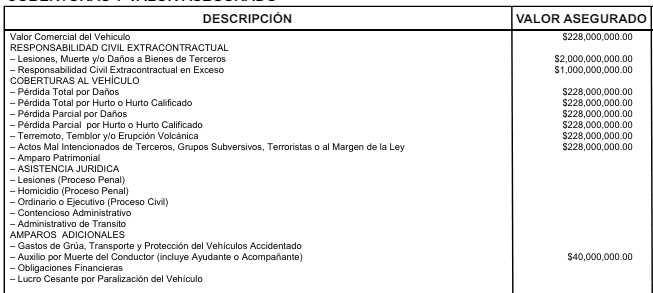 DESCRIPCIÓN VALOR ASEGURADO
Valor Comercial del Vehiculo $228,000,000.00
RESPONSABILIDAD CIVIL EXTRACONTRACTUAL
– Lesiones, Muerte y/o Daños a Bienes de Terceros $2,000,000,000.00
– Responsabilidad Civil Extracontractual en Exceso $1,000,000,000.00
COBERTURAS AL VEHÍCULO
– Pérdida Total por Daños $228,000,000.00
– Pérdida Total por Hurto o Hurto Calificado $228,000,000.00
– Pérdida Parcial por Daños $228,000,000.00
– Pérdida Parcial por Hurto o Hurto Calificado $228,000,000.00
– Terremoto, Temblor y/o Erupción Volcánica $228,000,000.00
– Actos Mal Intencionados de Terceros, Grupos Subversivos, Terroristas o al Margen de la Ley $228,000,000.00
– Amparo Patrimonial
– ASISTENCIA JURIDICA
– Lesiones (Proceso Penal)
– Homicidio (Proceso Penal)
– Ordinario o Ejecutivo (Proceso Civil)
– Contencioso Administrativo
– Administrativo de Transito
AMPAROS ADICIONALES
– Gastos de Grúa, Transporte y Protección del Vehículos Accidentado
– Auxilio por Muerte del Conductor (incluye Ayudante o Acompañante) $40,000,000.00
– Obligaciones Financieras
– Lucro Cesante por Paralización del Vehículo